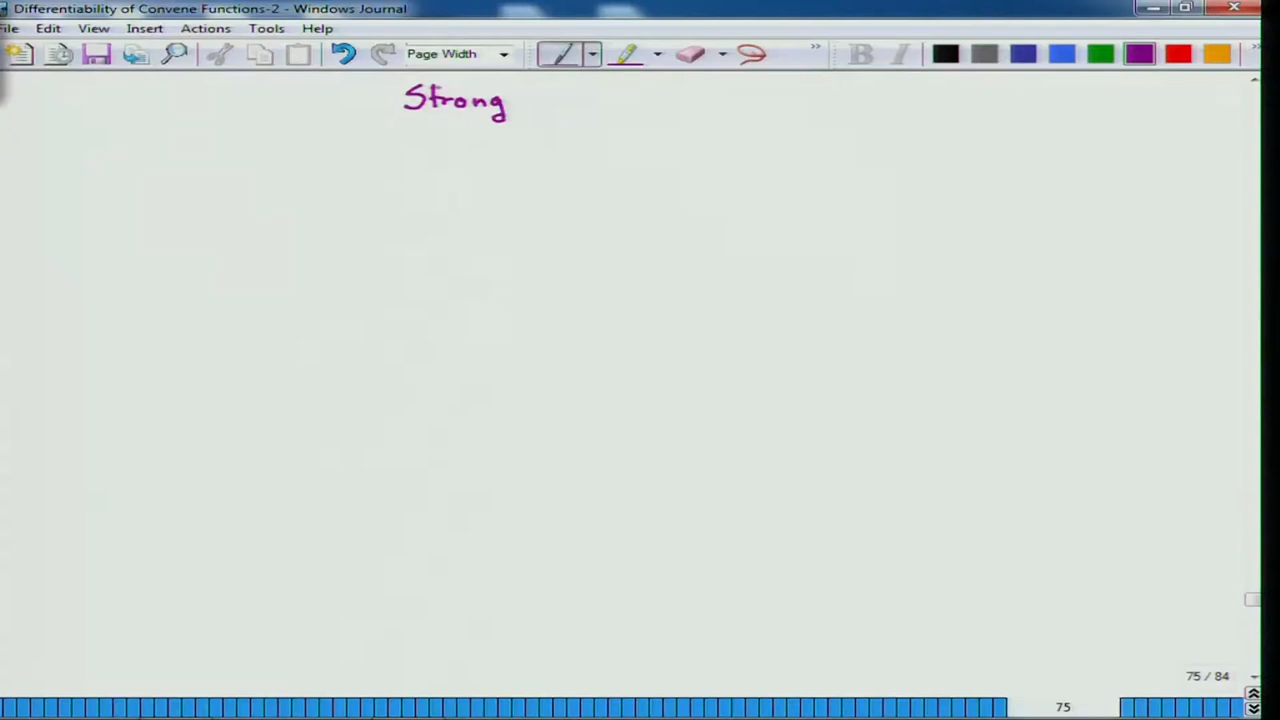 Differentiability of Convene Functions-2 - Windows Journal
File Edit View Insert Actions Tools Help
Page Width
B I
Strong
75 / 84
75